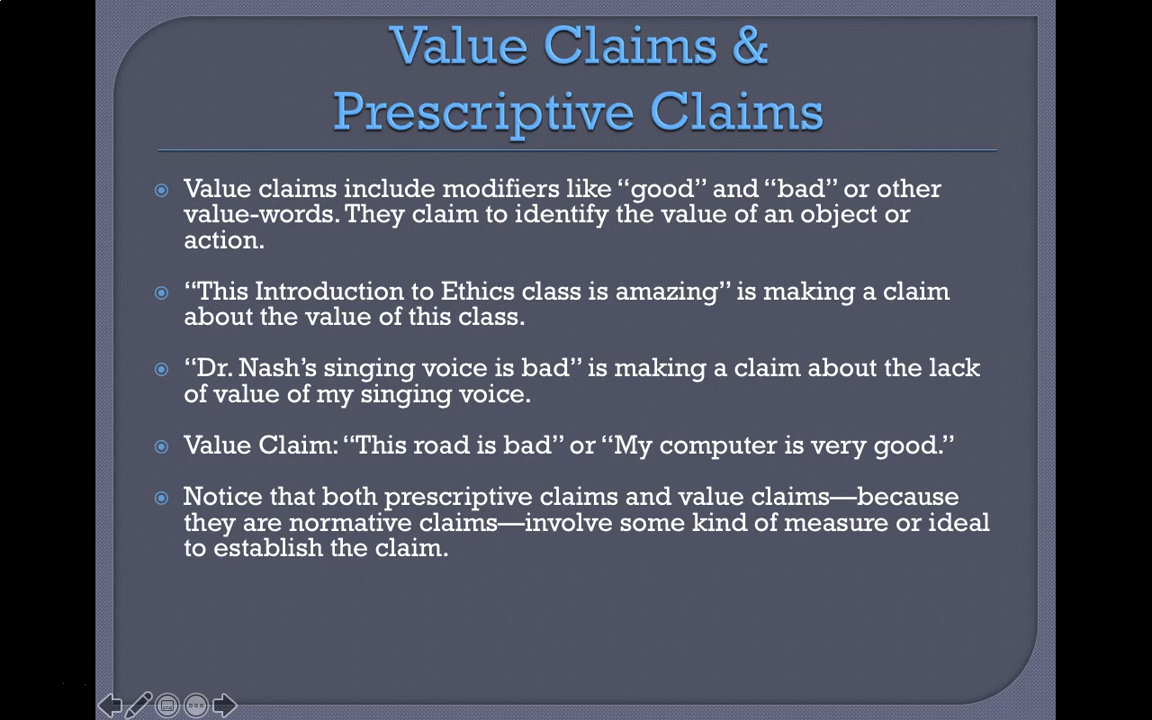 Value Claims &
Prescriptive Claims
Value claims include modifiers like “good” and “bad” or other
value-words. They claim to identify the value of an object or
action.
“This Introduction to Ethics class is amazing” is making a claim
about the value of this class.
“Dr. Nash’s singing voice is bad” is making a claim about the lack
of value of my singing voice.
Value Claim: “This road is bad” or “My computer is very good.”
Notice that both prescriptive claims and value claims—because
they are normative claims—involve some kind of measure or ideal
to establish the claim.